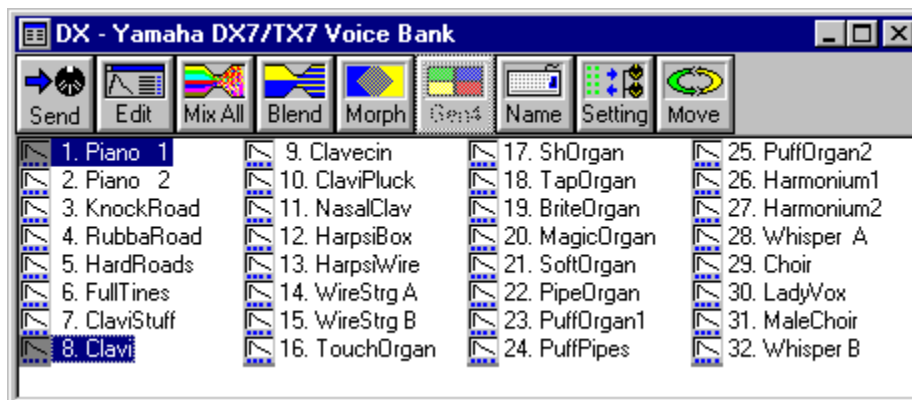 DX - Yamaha DX7/TX7 Voice Bank
Send Edit Mix All Blend Morph Gen4 Name Setting Move
1. Piano 1
2. Piano 2
3. KnockRoad
4. RubbaRoad
5. HardRoads
6. FullTines
7. ClaviStuff
8. Clavi
9. Clavecin
10. ClaviPluck
11. NasalClav
12. HarpsiBox
13. HarpsiWire
14. WireStrg A
15. WireStrg B
16. TouchOrgan
17. ShOrgan
18. TapOrgan
19. BriteOrgan
20. MagicOrgan
21. SoftOrgan
22. PipeOrgan
23. PuffOrgan1
24. PuffPipes
25. PuffOrgan2
26. Harmonium1
27. Harmonium2
28. Whisper A
29. Choir
30. LadyVox
31. MaleChoir
32. Whisper B